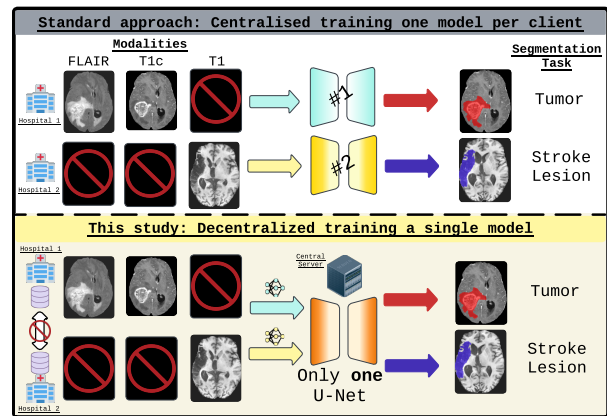 Standard approach: Centralised training one model per client
Modalities
FLAIR T1c T1
Segmentation
Task
Hospital 1
#1
Tumor
Hospital 2
#2
Stroke
Lesion
This study: Decentralized training a single model
Hospital 1
Central
Server
Tumor
Only one
U-Net
Stroke
Lesion
Hospital 2